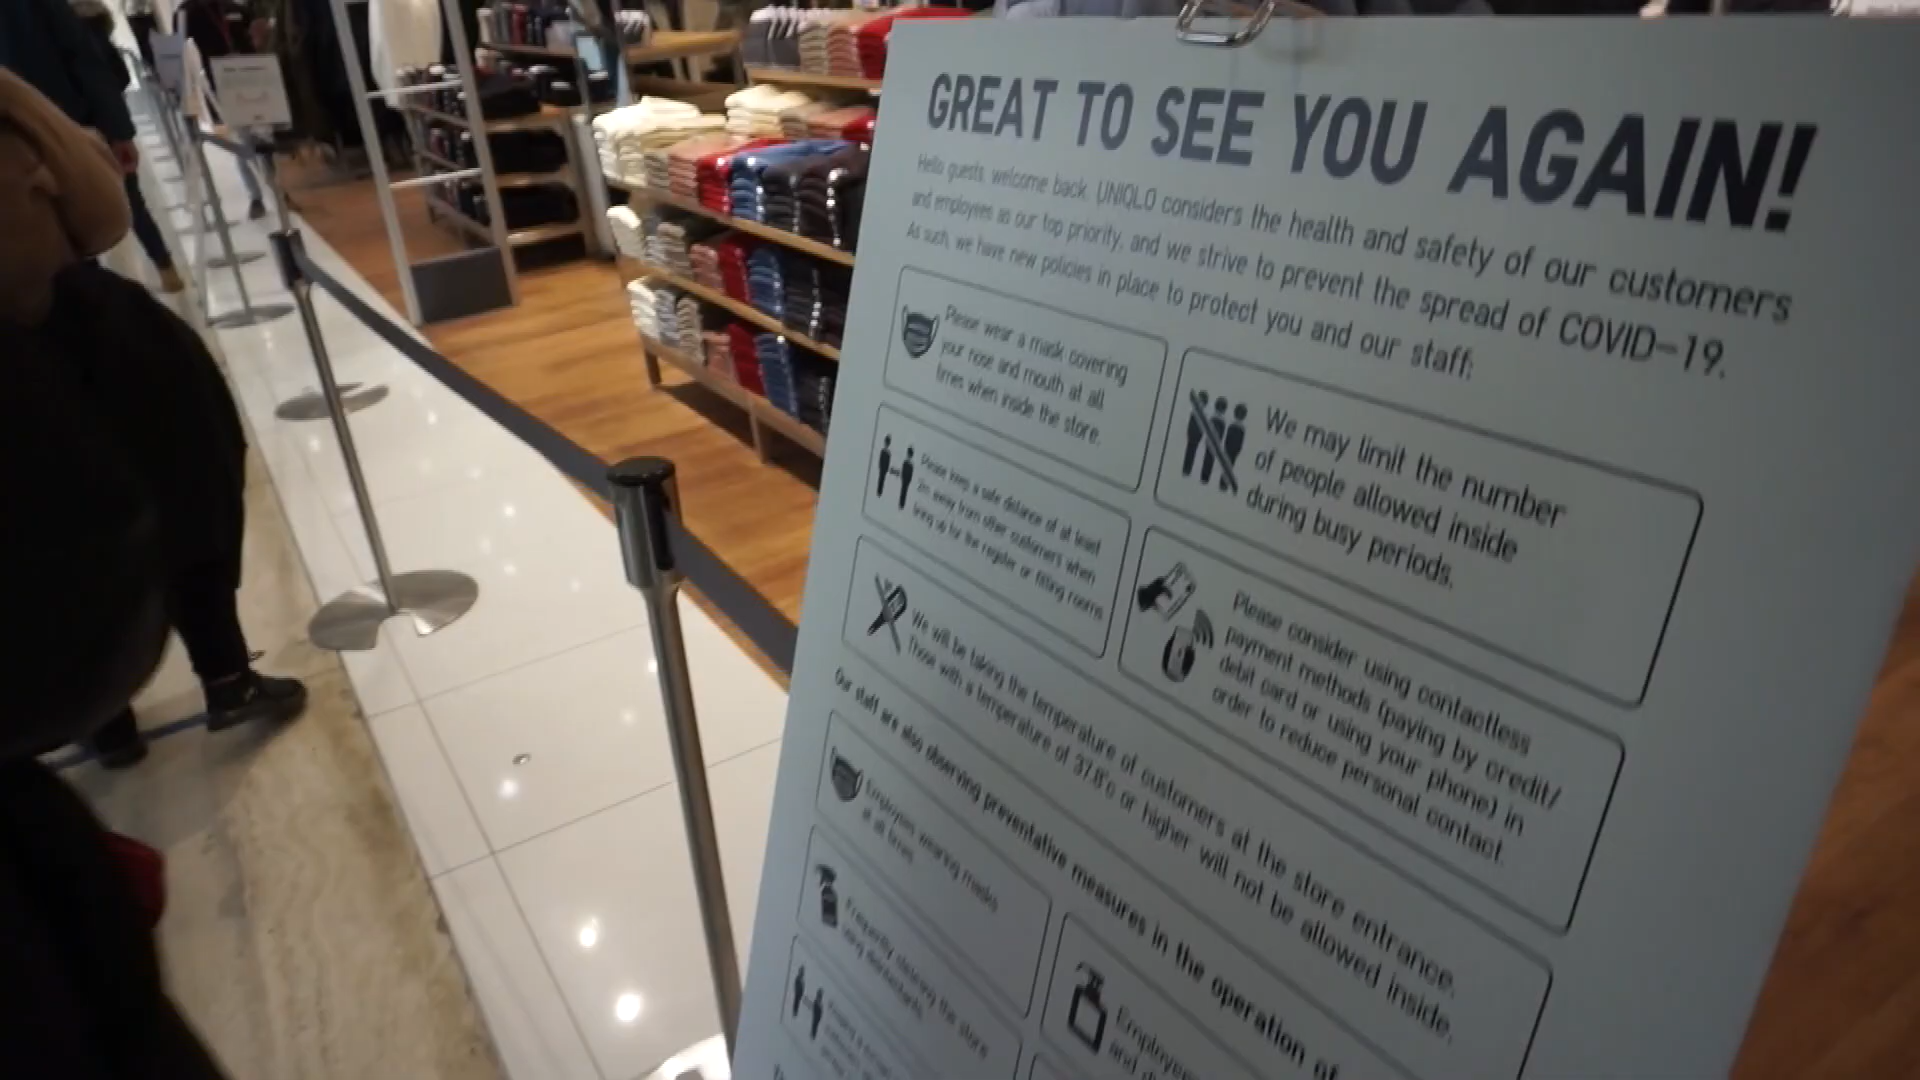 GREAT TO SEE YOU AGAIN!
Hello guests, welcome back. UNIQLO considers the health and safety of our customers
and employees as our top priority, and we strive to prevent the spread of COVID-19.
As such, we have new policies in place to protect you and our staff:
Please wear a mask covering
your nose and mouth at all
times when inside the store.
We may limit the number
of people allowed inside
during busy periods.
Please keep a safe distance of at least
2m away from other customers when
lining up for the register or fitting rooms.
Please consider using contactless
payment methods (paying by credit/
debit card or using your phone) in
order to reduce personal contact.
We will be taking the temperature of customers at the store entrance.
Those with a temperature of 37.8°c or higher will not be allowed inside.
Our staff are also observing preventative measures in the operation of
Employees wearing masks
at all times.
Frequently cleaning the store
using disinfectants.
Employees
and